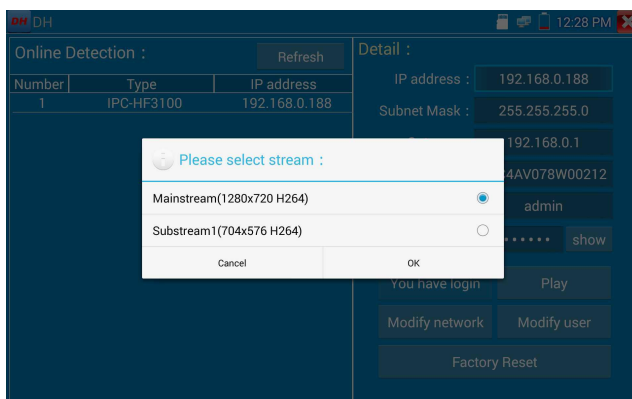 DH DH
12:28 PM
Online Detection :
Refresh
Number Type IP address
1 IPC-HF3100 192.168.0.188
Detail :
IP address : 192.168.0.188
Subnet Mask : 255.255.255.0
192.168.0.1
4AV078W00212
admin
show
You have login Play
Modify network Modify user
Factory Reset
Please select stream :
Mainstream(1280x720 H264)
Substream1(704x576 H264)
Cancel OK